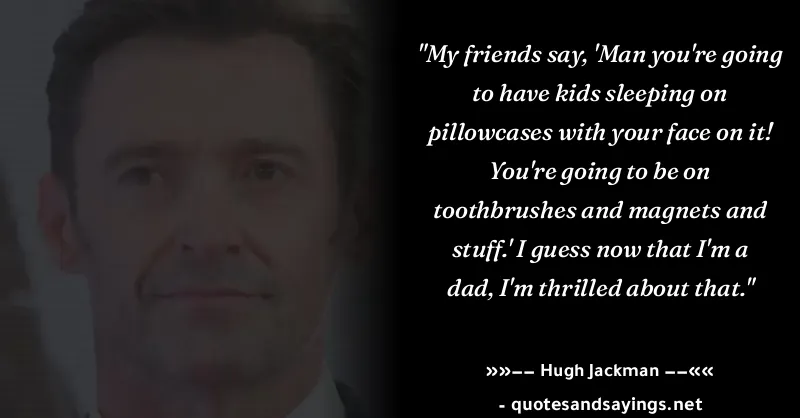 "My friends say, 'Man you're going
to have kids sleeping on
pillowcases with your face on it!
You're going to be on
toothbrushes and magnets and
stuff.' I guess now that I'm a
dad, I'm thrilled about that."
»»–– Hugh Jackman ––««
- quotesandsayings.net